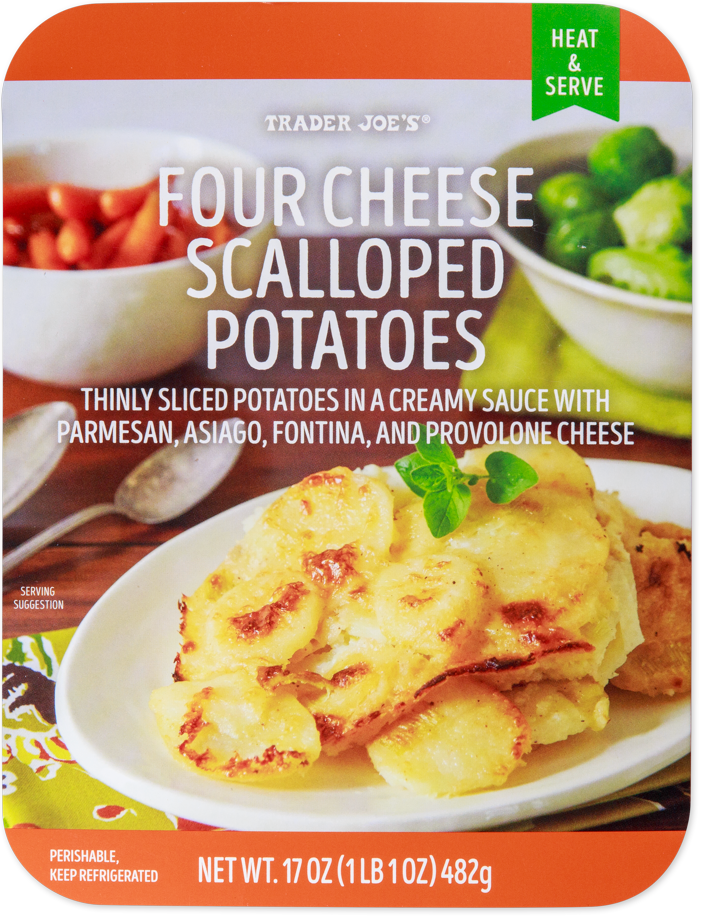 HEAT
&
SERVE
TRADER JOE'S®
FOUR CHEESE
SCALLOPED
POTATOES
THINLY SLICED POTATOES IN A CREAMY SAUCE WITH
PARMESAN, ASIAGO, FONTINA, AND PROVOLONE CHEESE
SERVING
SUGGESTION
PERISHABLE,
KEEP REFRIGERATED
NET WT. 17 OZ (1 LB 1 OZ) 482g